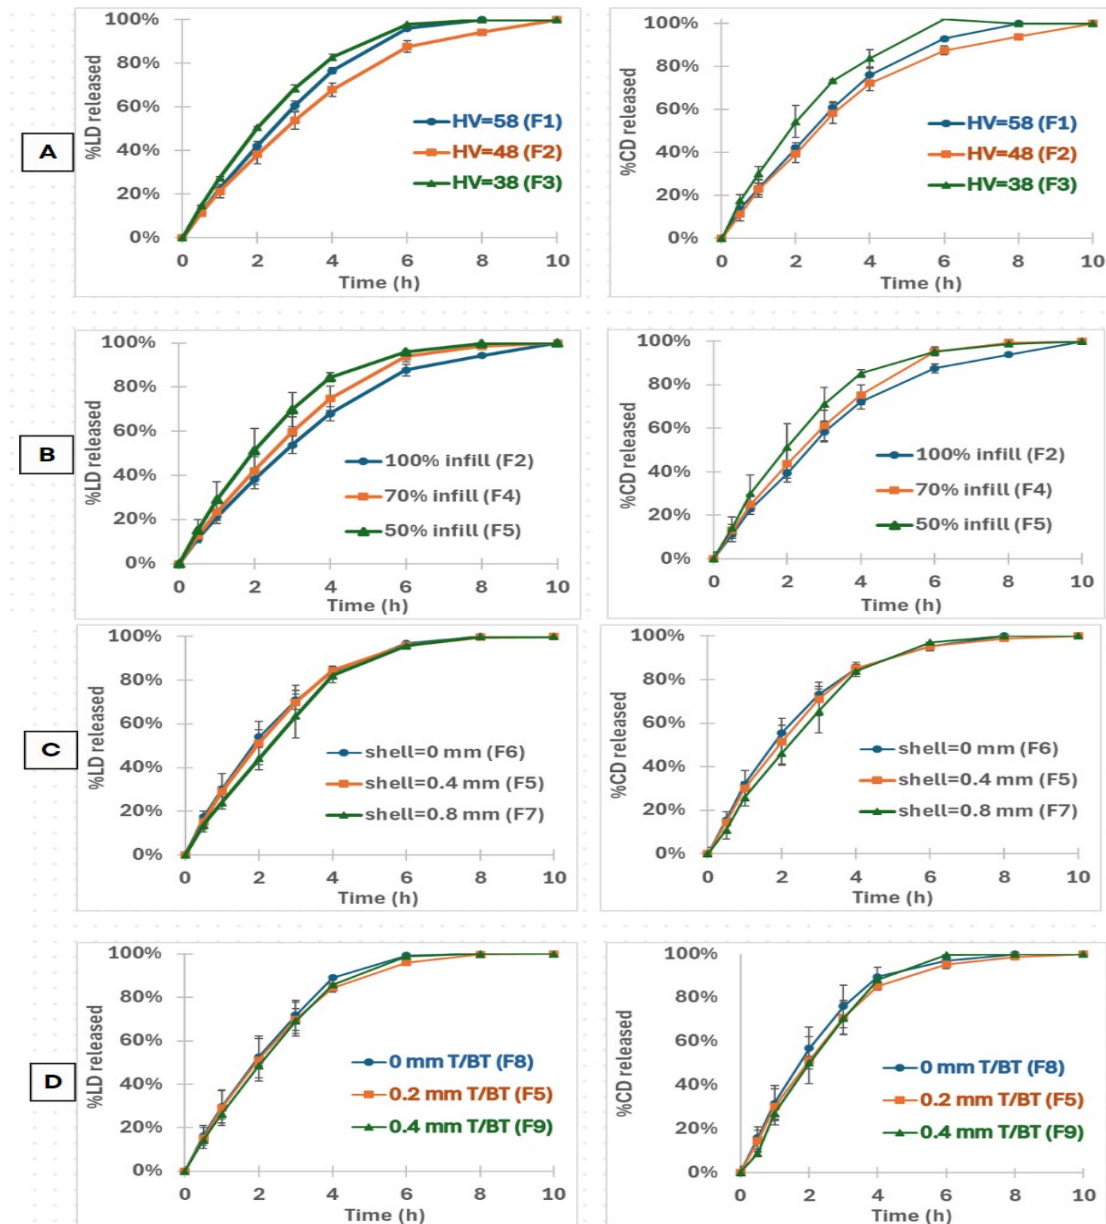 A
%LD released
100%
80%
60%
40%
20%
0%
HV=58 (F1)
HV=48 (F2)
HV=38 (F3)
0 2 4 6 8 10
Time (h)
%CD released
100%
80%
60%
40%
20%
0%
HV=58 (F1)
HV=48 (F2)
HV=38 (F3)
0 2 4 6 8 10
Time (h)
B
%LD released
100%
80%
60%
40%
20%
0%
100% infill (F2)
70% infill (F4)
50% infill (F5)
0 2 4 6 8 10
Time (h)
%CD released
100%
80%
60%
40%
20%
0%
100% infill (F2)
70% infill (F4)
50% infill (F5)
0 2 4 6 8 10
Time (h)
C
%LD released
100%
80%
60%
40%
20%
0%
shell=0 mm (F6)
shell=0.4 mm (F5)
shell=0.8 mm (F7)
0 2 4 6 8 10
Time (h)
%CD released
100%
80%
60%
40%
20%
0%
shell=0 mm (F6)
shell=0.4 mm (F5)
shell=0.8 mm (F7)
0 2 4 6 8 10
Time (h)
D
%LD released
100%
80%
60%
40%
20%
0%
0 mm T/BT (F8)
0.2 mm T/BT (F5)
0.4 mm T/BT (F9)
0 2 4 6 8 10
Time (h)
%CD released
100%
80%
60%
40%
20%
0%
0 mm T/BT (F8)
0.2 mm T/BT (F5)
0.4 mm T/BT (F9)
0 2 4 6 8 10
Time (h)